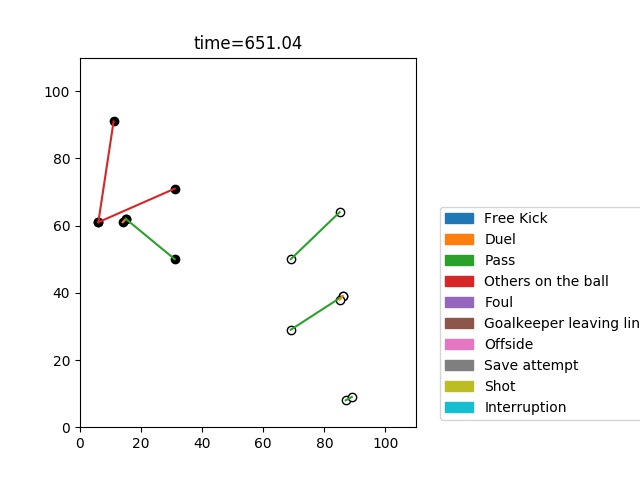 time=651.04
100
80
60
40
20
0
0 20 40 60 80 100
Free Kick
Duel
Pass
Others on the ball
Foul
Goalkeeper leaving lin
Offside
Save attempt
Shot
Interruption